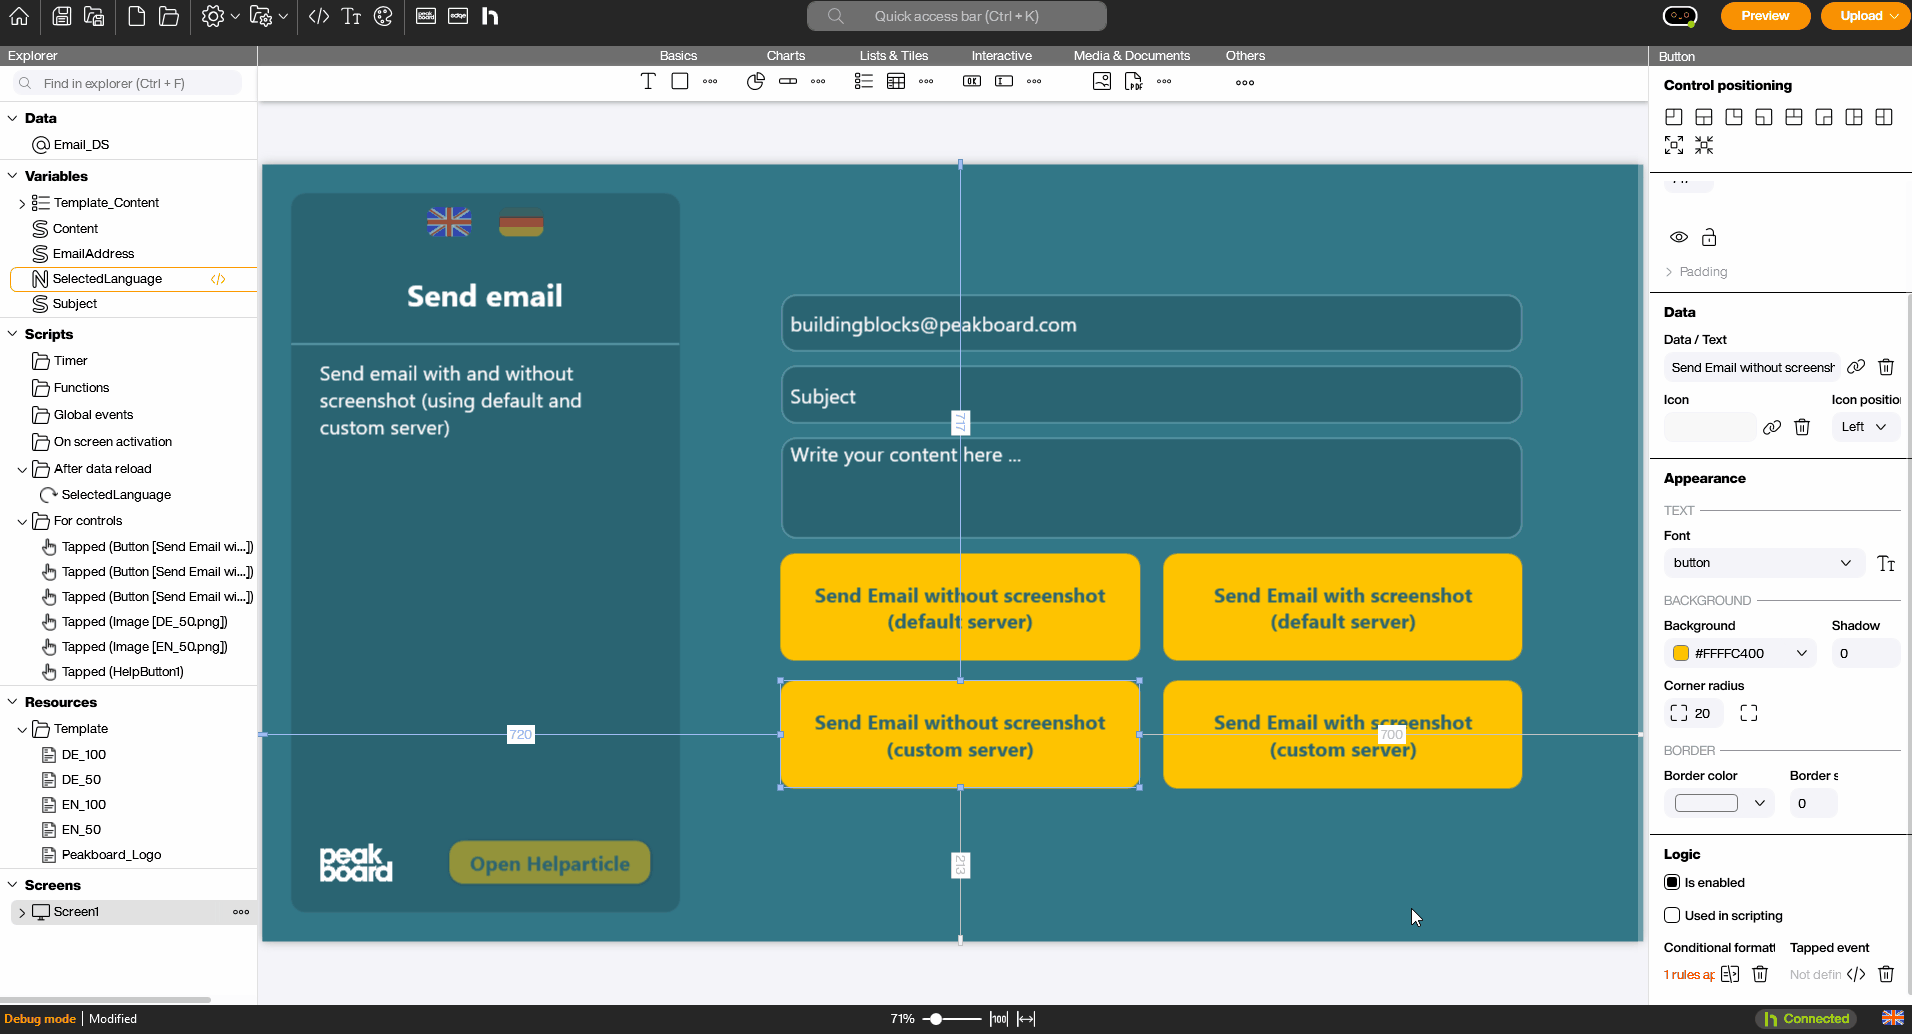 Quick access bar (Ctrl + K)
Preview
Upload
Explorer
Basics
Charts
Lists & Tiles
Interactive
Media & Documents
Others
Button
Find in explorer (Ctrl + F)
Data
Email_DS
Variables
Template_Content
Content
EmailAddress
SelectedLanguage
Subject
Scripts
Timer
Functions
Global events
On screen activation
After data reload
SelectedLanguage
For controls
Tapped (Button [Send Email wi...])
Tapped (Button [Send Email wi...])
Tapped (Button [Send Email wi...])
Tapped (Image [DE_50.png])
Tapped (Image [EN_50.png])
Tapped (HelpButton1)
Resources
Template
DE_100
DE_50
EN_100
EN_50
Peakboard_Logo
Screens
Screen1
Send email
Send email with and without
screenshot (using default and
custom server)
peak
board
Open Helparticle
buildingblocks@peakboard.com
Subject
Write your content here ...
717
Send Email without screenshot
(default server)
Send Email with screenshot
(default server)
Send Email without screenshot
(custom server)
Send Email with screenshot
(custom server)
720
700
213
Control positioning
Padding
Data
Data / Text
Send Email without screensh
Icon
Icon position
Left
Appearance
TEXT
Font
button
BACKGROUND
Background
Shadow
#FFFFC400
0
Corner radius
20
BORDER
Border color
Border s
0
Logic
Is enabled
Used in scripting
Conditional formatt
Tapped event
1 rules ap
Not defin
Debug mode
Modified
71%
100
Connected